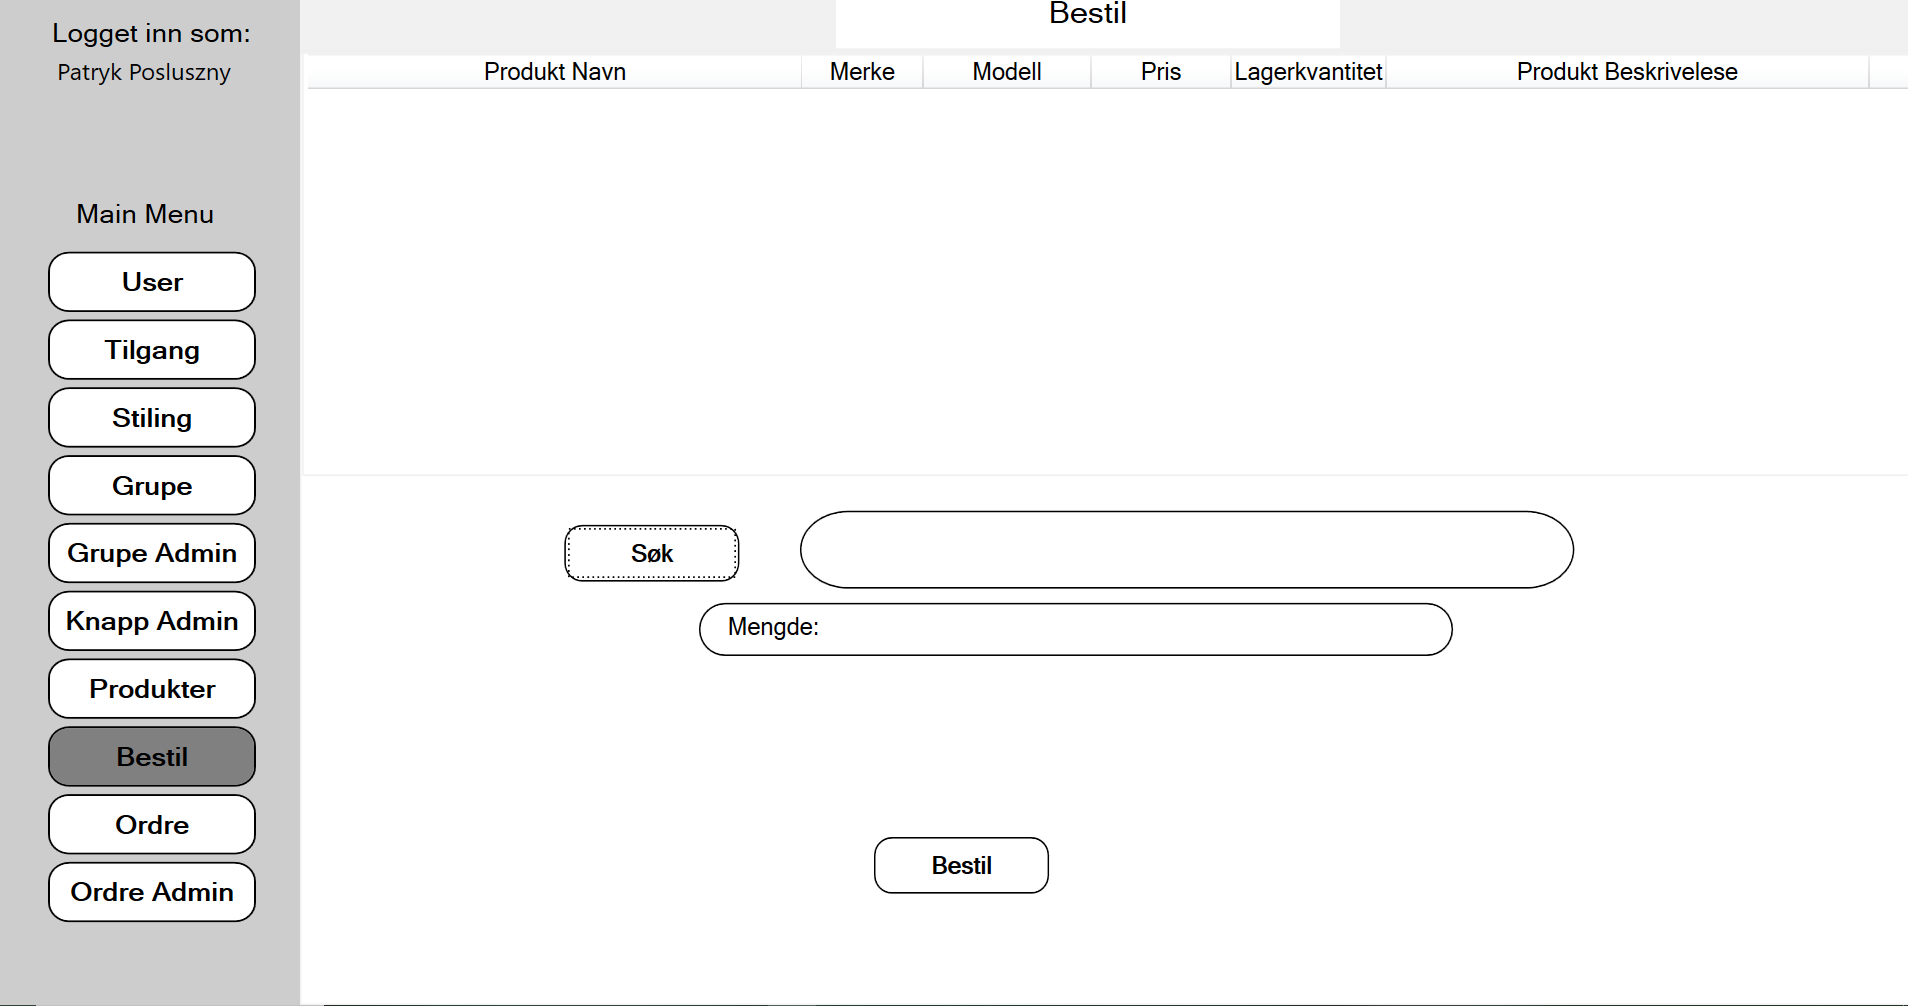 Logget inn som:
Patryk Posluszny
Main Menu
User
Tilgang
Stiling
Grupe
Grupe Admin
Knapp Admin
Produkter
Bestil
Ordre
Ordre Admin
Bestil
Produkt Navn Merke Modell Pris Lagerkvantitet Produkt Beskrivelese
Søk
Mengde:
Bestil